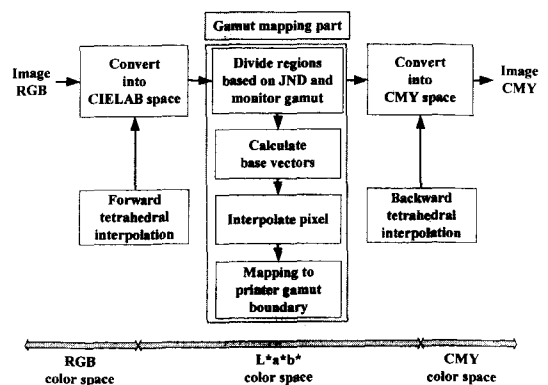 Gamut mapping part
Image
RGB
Convert
into
CIELAB space
Divide regions
based on JND and
monitor gamut
Convert
into
CMY space
Image
CMY
Calculate
base vectors
Forward
tetrahedral
interpolation
Interpolate pixel
Backward
tetrahedral
interpolation
Mapping to
printer gamut
boundary
RGB
color space
L*a*b*
color space
CMY
color space